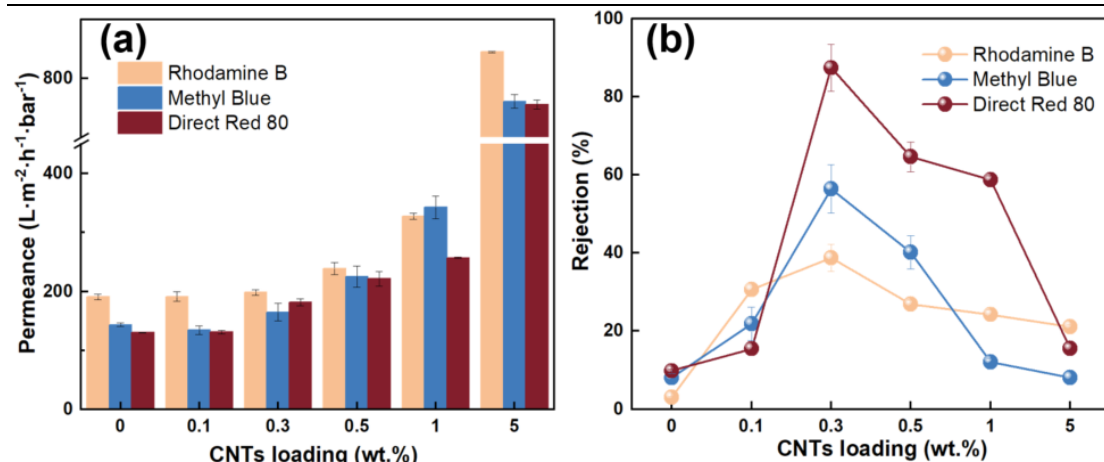 (a)
Rhodamine B
Methyl Blue
Direct Red 80
Permeance (L·m⁻²·h⁻¹·bar⁻¹)
800
400
200
0
0 0.1 0.3 0.5 1 5
CNTs loading (wt.%)
(b)
Rhodamine B
Methyl Blue
Direct Red 80
Rejection (%)
100
80
60
40
20
0
0 0.1 0.3 0.5 1 5
CNTs loading (wt.%)